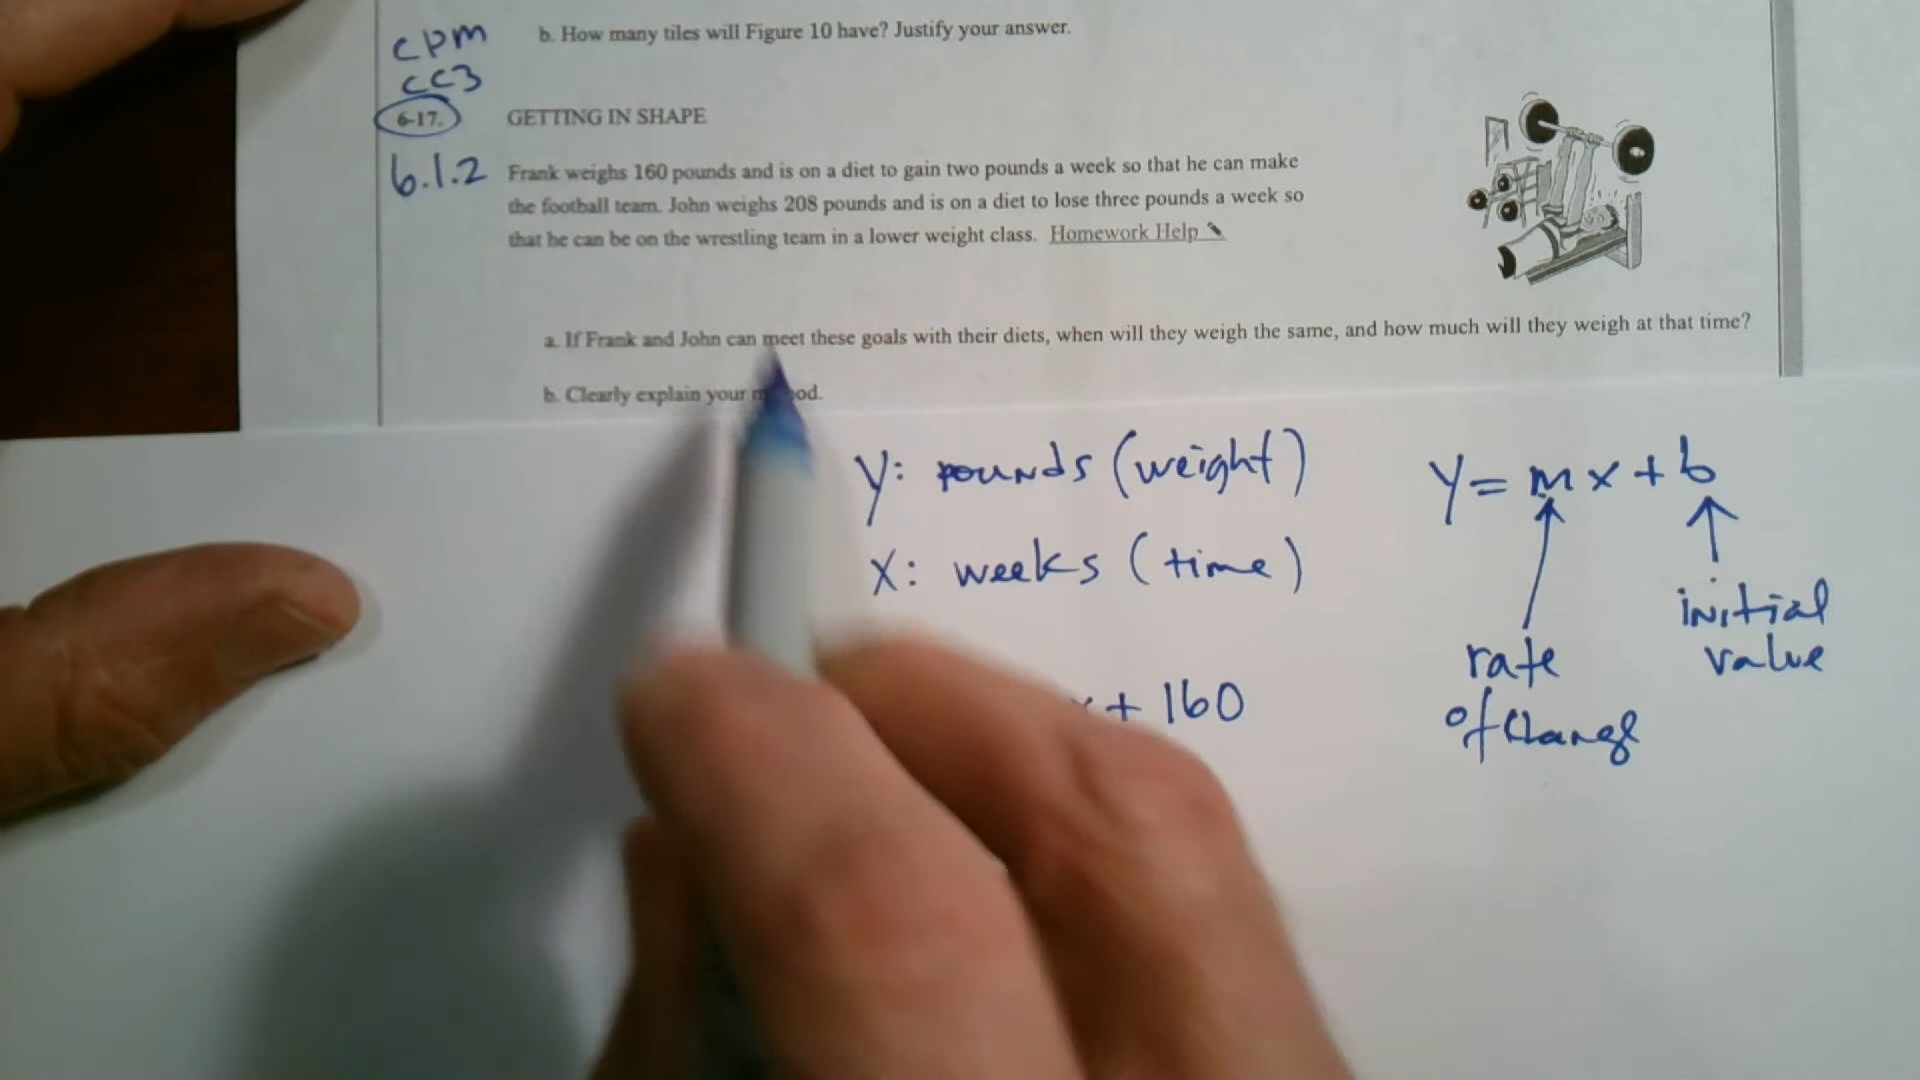 CPM
CC3
b. How many tiles will Figure 10 have? Justify your answer.
6-17. GETTING IN SHAPE
6.1.2
Frank weighs 160 pounds and is on a diet to gain two pounds a week so that he can make
the football team. John weighs 208 pounds and is on a diet to lose three pounds a week so
that he can be on the wrestling team in a lower weight class. Homework Help ✎
a. If Frank and John can meet these goals with their diets, when will they weigh the same, and how much will they weigh at that time?
b. Clearly explain your
y: pounds (weight)
x: weeks (time)
+ 160
y = mx + b
rate
of change
initial
value